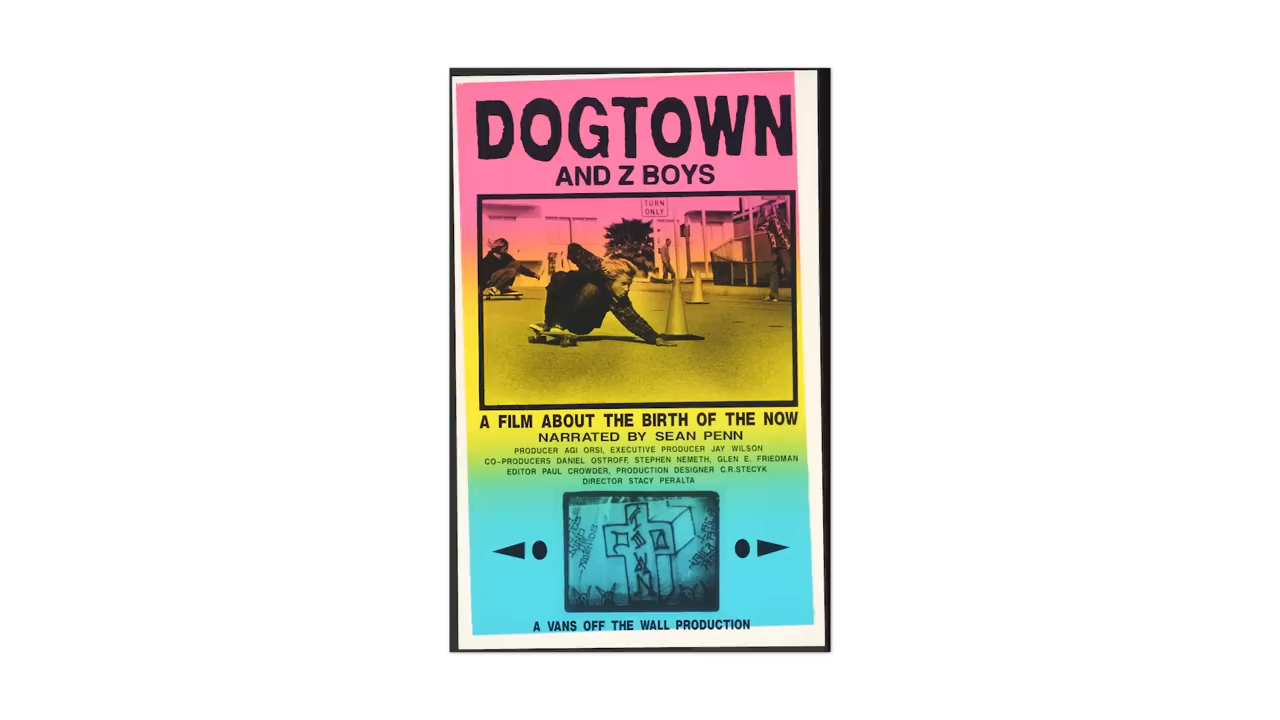 DOGTOWN
AND Z BOYS
TURN
ONLY
A FILM ABOUT THE BIRTH OF THE NOW
NARRATED BY SEAN PENN
PRODUCER AGI ORSI, EXECUTIVE PRODUCER JAY WILSON
CO-PRODUCERS DANIEL OSTROFF, STEPHEN NEMETH, GLEN E. FRIEDMAN
EDITOR PAUL CROWDER, PRODUCTION DESIGNER C.R.STECYK
DIRECTOR STACY PERALTA
A VANS OFF THE WALL PRODUCTION